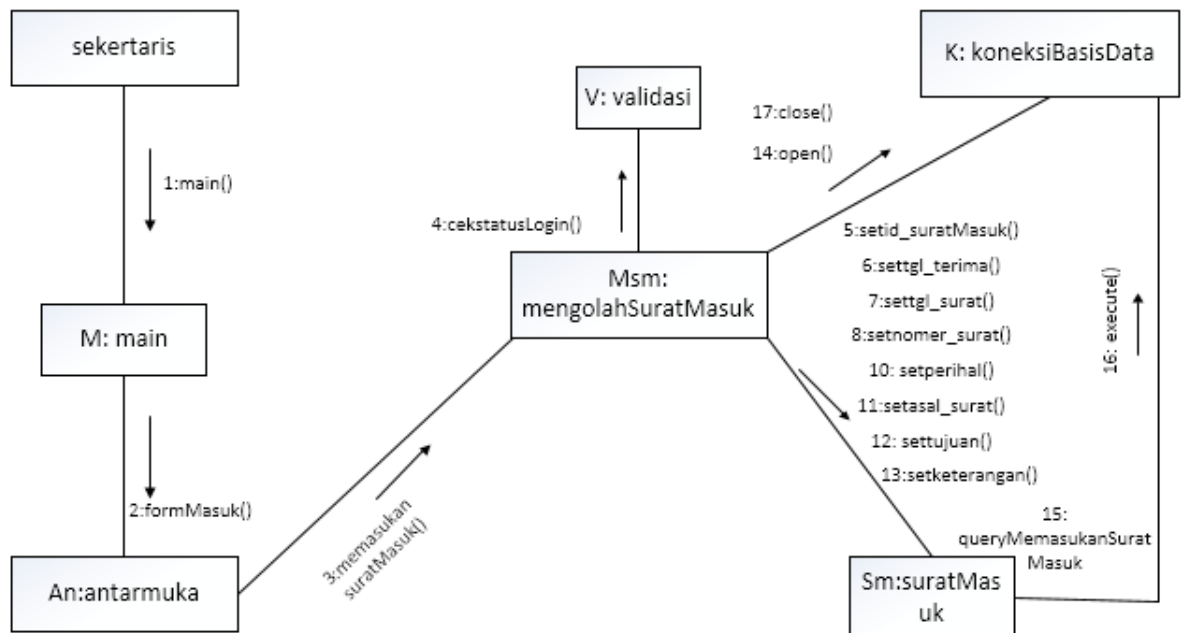 sekertaris
K: koneksiBasisData
V: validasi
17:close()
14:open()
1:main()
4:cekstatusLogin()
5:setid_suratMasuk()
Msm:
mengolahSuratMasuk
6:settgl_terima()
7:settgl_surat()
8:setnomer_surat()
10: setperihal()
11:setasal_surat()
12: settujuan()
13:setketerangan()
16: execute()
M: main
2:formMasuk()
3:memasukan
suratMasuk()
15:
queryMemasukanSurat
Masuk
An:antarmuka
Sm:suratMas
uk